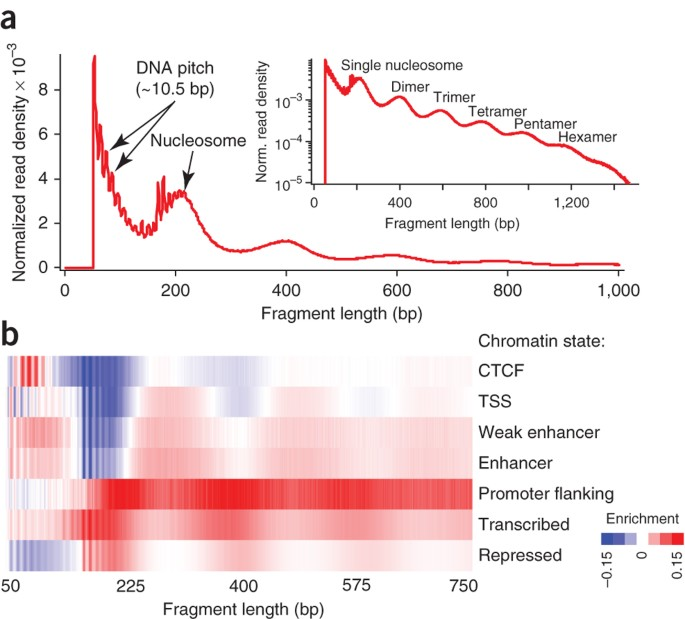 a
Normalized read density × 10⁻³
8
6
4
2
0
DNA pitch
(~10.5 bp)
Nucleosome
0 200 400 600 800 1,000
Fragment length (bp)
Norm. read density
10⁻³
10⁻⁴
10⁻⁵
Single nucleosome
Dimer
Trimer
Tetramer
Pentamer
Hexamer
0 400 800 1,200
Fragment length (bp)
b
Chromatin state:
CTCF
TSS
Weak enhancer
Enhancer
Promoter flanking
Transcribed
Repressed
50 225 400 575 750
Fragment length (bp)
Enrichment
−0.15 0 0.15